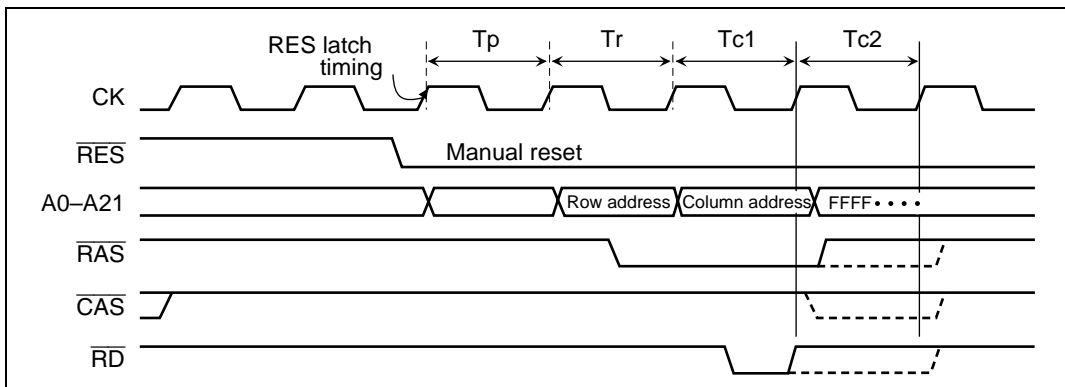 Tp Tr Tc1 Tc2
RES latch
timing
CK
RES
Manual reset
A0–A21
Row address Column address FFFF • • • •
RAS
CAS
RD